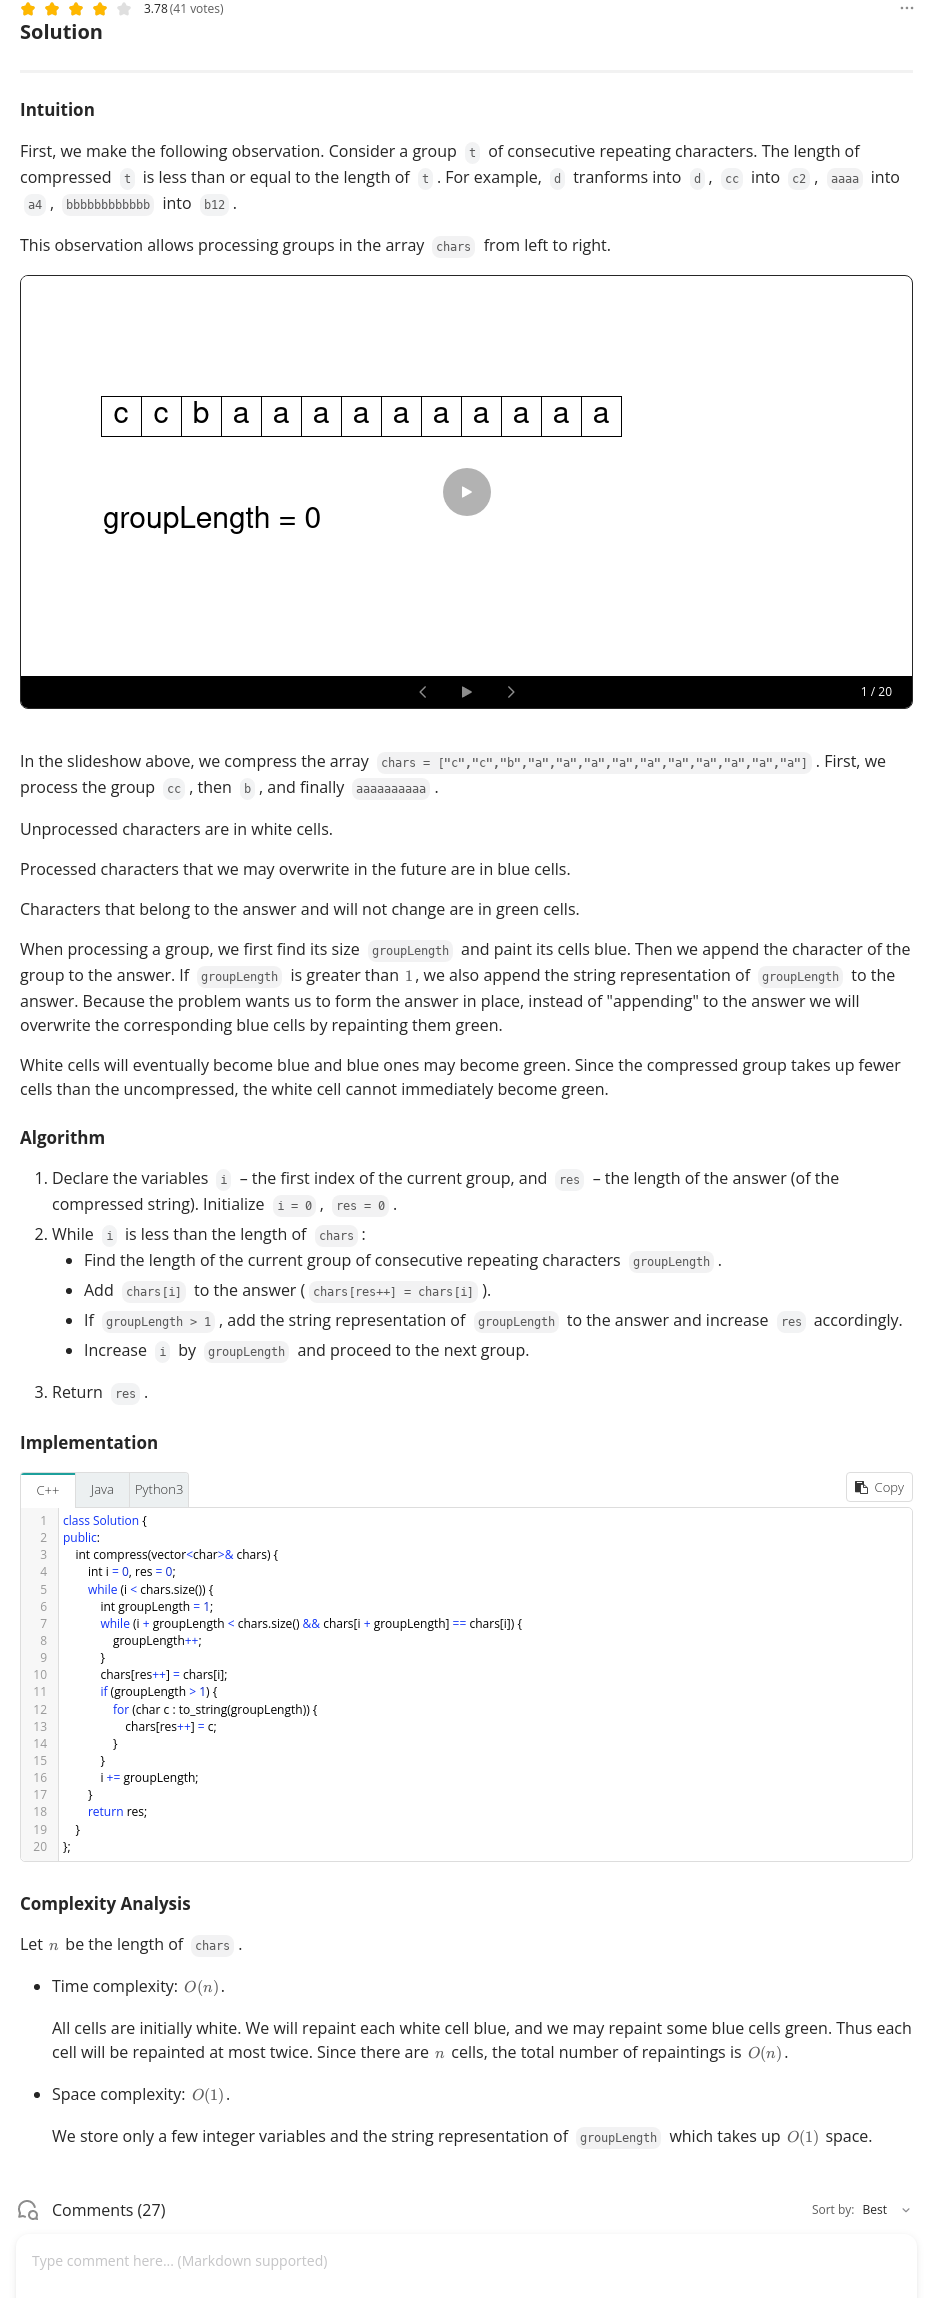 3.78 (41 votes)
Solution
Intuition
First, we make the following observation. Consider a group t of consecutive repeating characters. The length of
compressed t is less than or equal to the length of t . For example, d tranforms into d , cc into c2 , aaaa into
a4 , bbbbbbbbbbbb into b12 .
This observation allows processing groups in the array chars from left to right.
c c b a a a a a a a a a a
groupLength = 0
1 / 20
In the slideshow above, we compress the array chars = ["c","c","b","a","a","a","a","a","a","a","a","a","a"] . First, we
process the group cc , then b , and finally aaaaaaaaaa .
Unprocessed characters are in white cells.
Processed characters that we may overwrite in the future are in blue cells.
Characters that belong to the answer and will not change are in green cells.
When processing a group, we first find its size groupLength and paint its cells blue. Then we append the character of the
group to the answer. If groupLength is greater than 1, we also append the string representation of groupLength to the
answer. Because the problem wants us to form the answer in place, instead of "appending" to the answer we will
overwrite the corresponding blue cells by repainting them green.
White cells will eventually become blue and blue ones may become green. Since the compressed group takes up fewer
cells than the uncompressed, the white cell cannot immediately become green.
Algorithm
1. Declare the variables i – the first index of the current group, and res – the length of the answer (of the
compressed string). Initialize i = 0 , res = 0 .
2. While i is less than the length of chars :
• Find the length of the current group of consecutive repeating characters groupLength .
• Add chars[i] to the answer ( chars[res++] = chars[i] ).
• If groupLength > 1 , add the string representation of groupLength to the answer and increase res accordingly.
• Increase i by groupLength and proceed to the next group.
3. Return res .
Implementation
C++ Java Python3 Copy
1 class Solution {
2 public:
3 int compress(vector<char>& chars) {
4 int i = 0, res = 0;
5 while (i < chars.size()) {
6 int groupLength = 1;
7 while (i + groupLength < chars.size() && chars[i + groupLength] == chars[i]) {
8 groupLength++;
9 }
10 chars[res++] = chars[i];
11 if (groupLength > 1) {
12 for (char c : to_string(groupLength)) {
13 chars[res++] = c;
14 }
15 }
16 i += groupLength;
17 }
18 return res;
19 }
20 };
Complexity Analysis
Let n be the length of chars .
• Time complexity: O(n).
All cells are initially white. We will repaint each white cell blue, and we may repaint some blue cells green. Thus each
cell will be repainted at most twice. Since there are n cells, the total number of repaintings is O(n).
• Space complexity: O(1).
We store only a few integer variables and the string representation of groupLength which takes up O(1) space.
Comments (27) Sort by: Best
Type comment here... (Markdown supported)